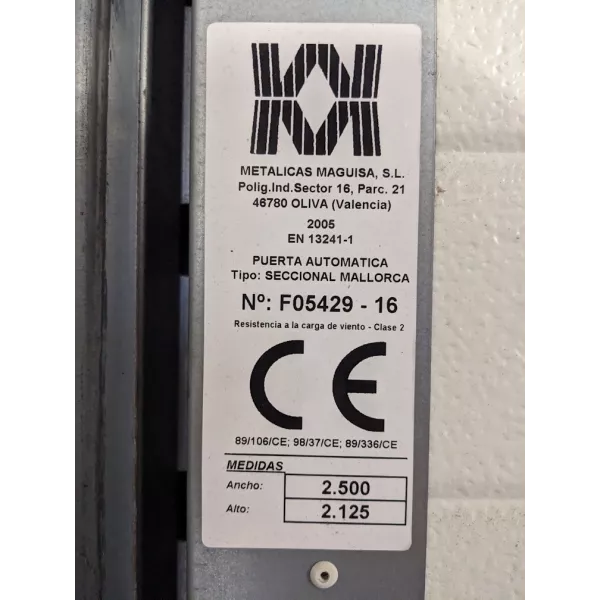 METALICAS MAGUISA, S.L.
Polig.Ind.Sector 16, Parc. 21
46780 OLIVA (Valencia)
2005
EN 13241-1
PUERTA AUTOMATICA
Tipo: SECCIONAL MALLORCA
Nº: F05429 - 16
Resistencia a la carga de viento - Clase 2
CE
89/106/CE; 98/37/CE; 89/336/CE
MEDIDAS
Ancho: 2.500
Alto: 2.125